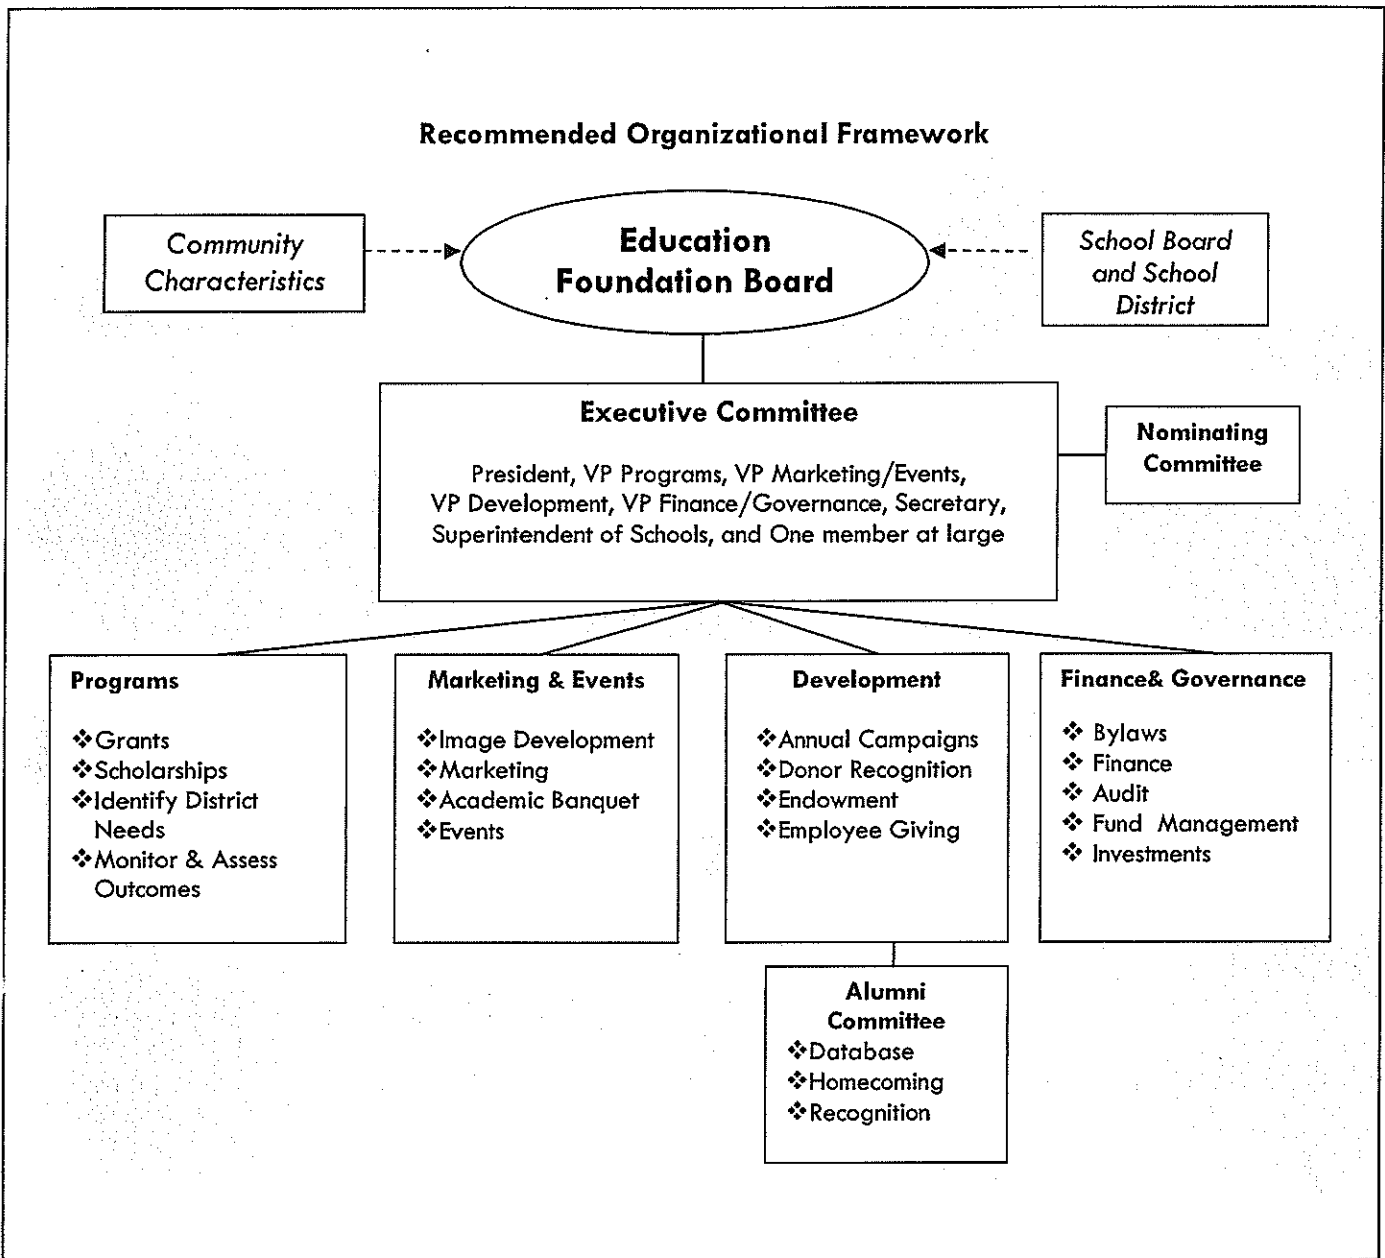 Recommended Organizational Framework
Community
Characteristics
Education
Foundation Board
School Board
and School
District
Executive Committee
President, VP Programs, VP Marketing/Events,
VP Development, VP Finance/Governance, Secretary,
Superintendent of Schools, and One member at large
Nominating
Committee
Programs
❖Grants
❖Scholarships
❖Identify District
Needs
❖Monitor & Assess
Outcomes
Marketing & Events
❖Image Development
❖Marketing
❖Academic Banquet
❖Events
Development
❖Annual Campaigns
❖Donor Recognition
❖Endowment
❖Employee Giving
Finance& Governance
❖ Bylaws
❖ Finance
❖ Audit
❖ Fund Management
❖ Investments
Alumni
Committee
❖Database
❖Homecoming
❖Recognition